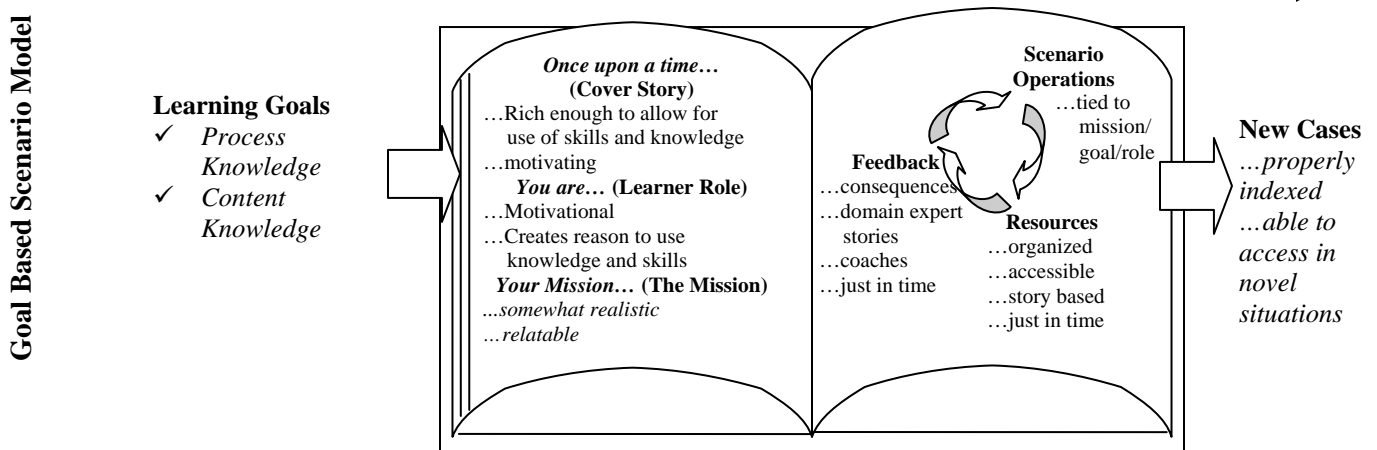 Goal Based Scenario Model
Learning Goals
✓ Process
Knowledge
✓ Content
Knowledge
Once upon a time…
(Cover Story)
…Rich enough to allow for
use of skills and knowledge
…motivating
You are… (Learner Role)
…Motivational
…Creates reason to use
knowledge and skills
Your Mission… (The Mission)
...somewhat realistic
…relatable
Scenario
Operations
…tied to
mission/
goal/role
Feedback
…consequences
…domain expert
stories
…coaches
…just in time
Resources
…organized
…accessible
…story based
…just in time
New Cases
…properly
indexed
…able to
access in
novel
situations